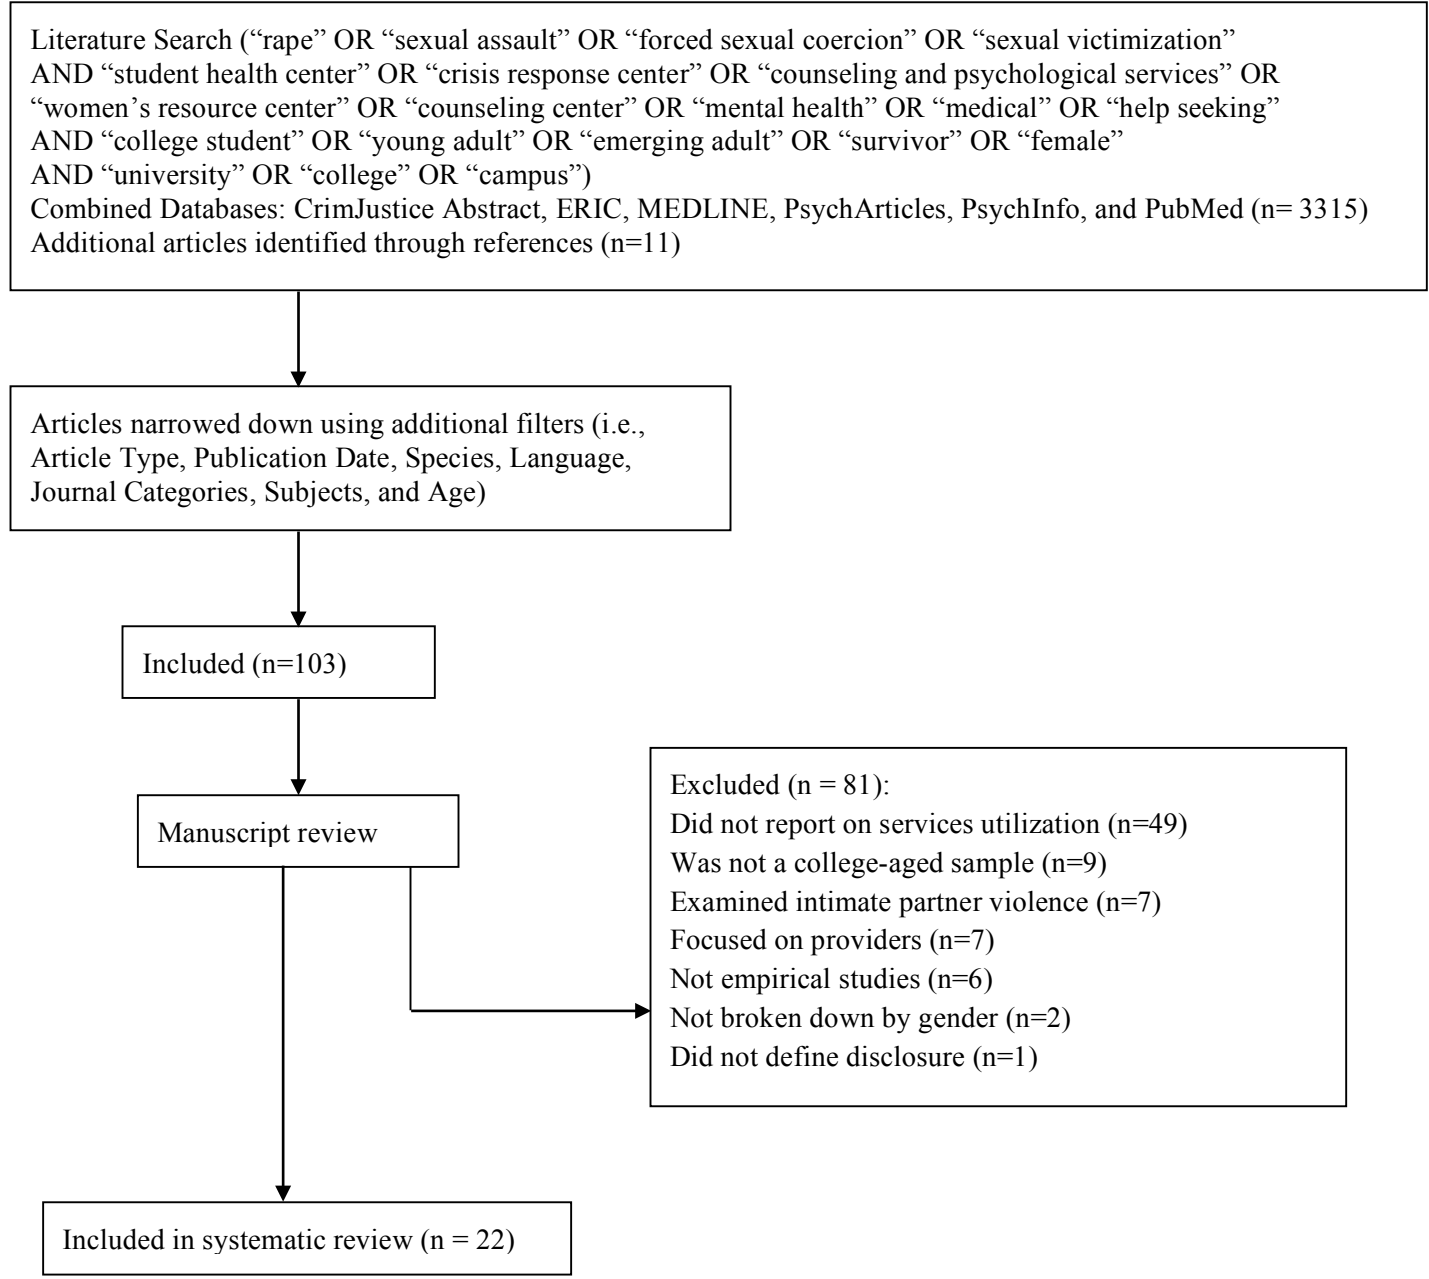 Literature Search (“rape” OR “sexual assault” OR “forced sexual coercion” OR “sexual victimization”
AND “student health center” OR “crisis response center” OR “counseling and psychological services” OR
“women’s resource center” OR “counseling center” OR “mental health” OR “medical” OR “help seeking”
AND “college student” OR “young adult” OR “emerging adult” OR “survivor” OR “female”
AND “university” OR “college” OR “campus”)
Combined Databases: CrimJustice Abstract, ERIC, MEDLINE, PsychArticles, PsychInfo, and PubMed (n= 3315)
Additional articles identified through references (n=11)
Articles narrowed down using additional filters (i.e.,
Article Type, Publication Date, Species, Language,
Journal Categories, Subjects, and Age)
Included (n=103)
Manuscript review
Excluded (n = 81):
Did not report on services utilization (n=49)
Was not a college-aged sample (n=9)
Examined intimate partner violence (n=7)
Focused on providers (n=7)
Not empirical studies (n=6)
Not broken down by gender (n=2)
Did not define disclosure (n=1)
Included in systematic review (n = 22)